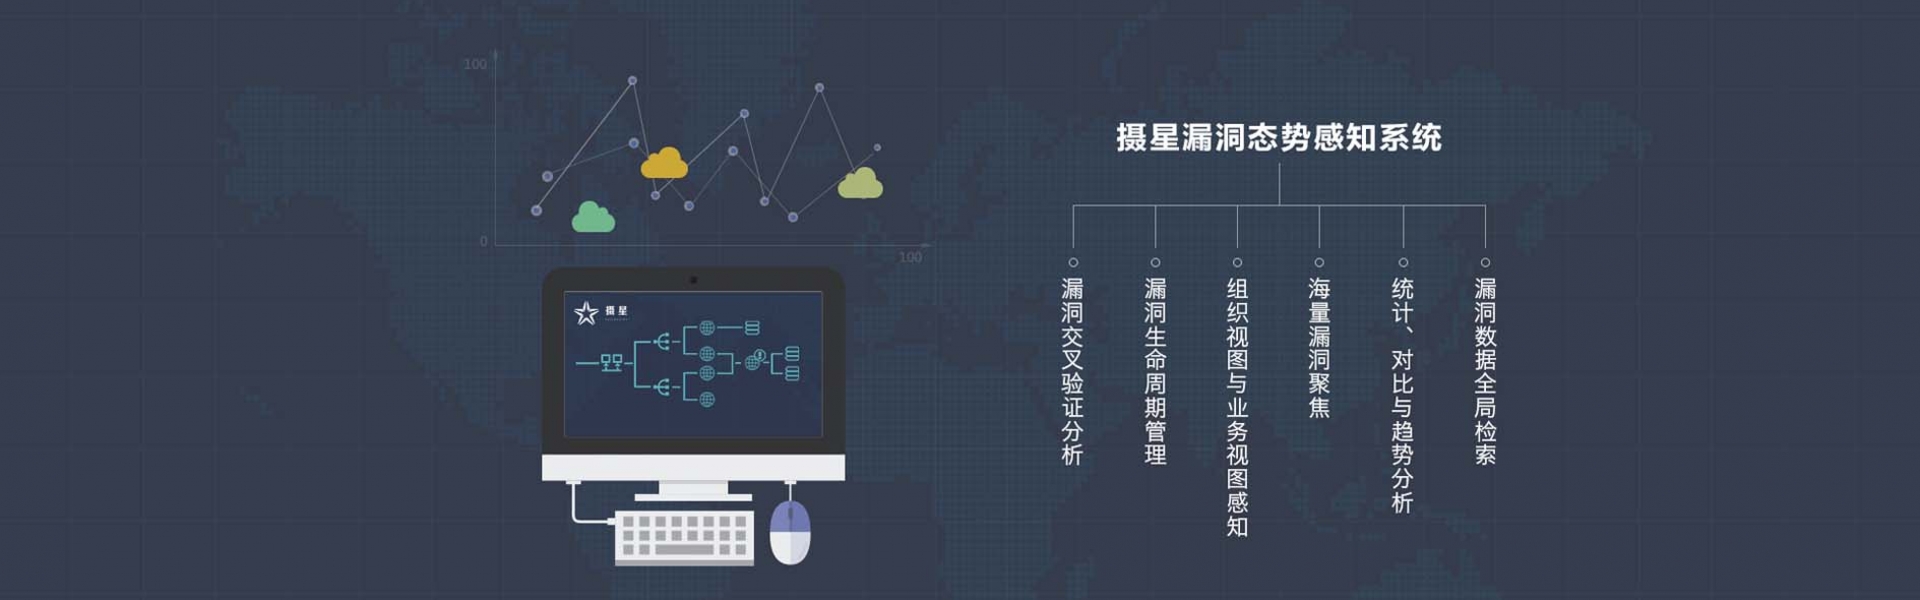 100
0
100
摄星
摄星漏洞态势感知系统
漏洞交叉验证分析
漏洞生命周期管理
组织视图与业务视图感知
海量漏洞聚焦
统计、对比与趋势分析
漏洞数据全局检索